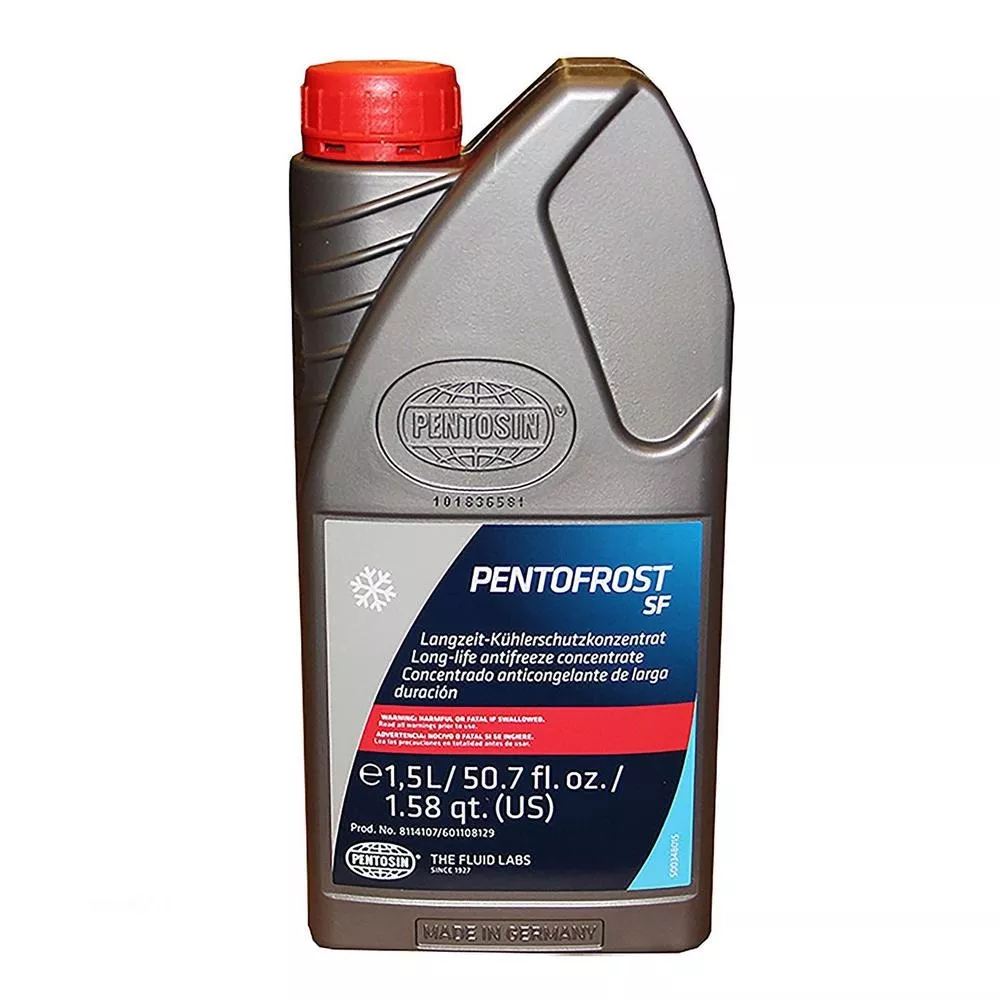 PENTOSIN®
101836581
PENTOFROST
SF
Langzeit-Kühlerschutzkonzentrat
Long-life antifreeze concentrate
Concentrado anticongelante de larga
duración
WARNING: HARMFUL OR FATAL IF SWALLOWED.
Read all warnings prior to use.
ADVERTENCIA: NOCIVO O FATAL SI SE INGIERE.
Lea las precauciones en totalidad antes de usar.
℮1,5L/ 50.7 fl. oz. /
1.58 qt. (US)
Prod. No. 8114107/601108129
PENTOSIN®
THE FLUID LABS
SINCE 1927
500348015
MADE IN GERMANY